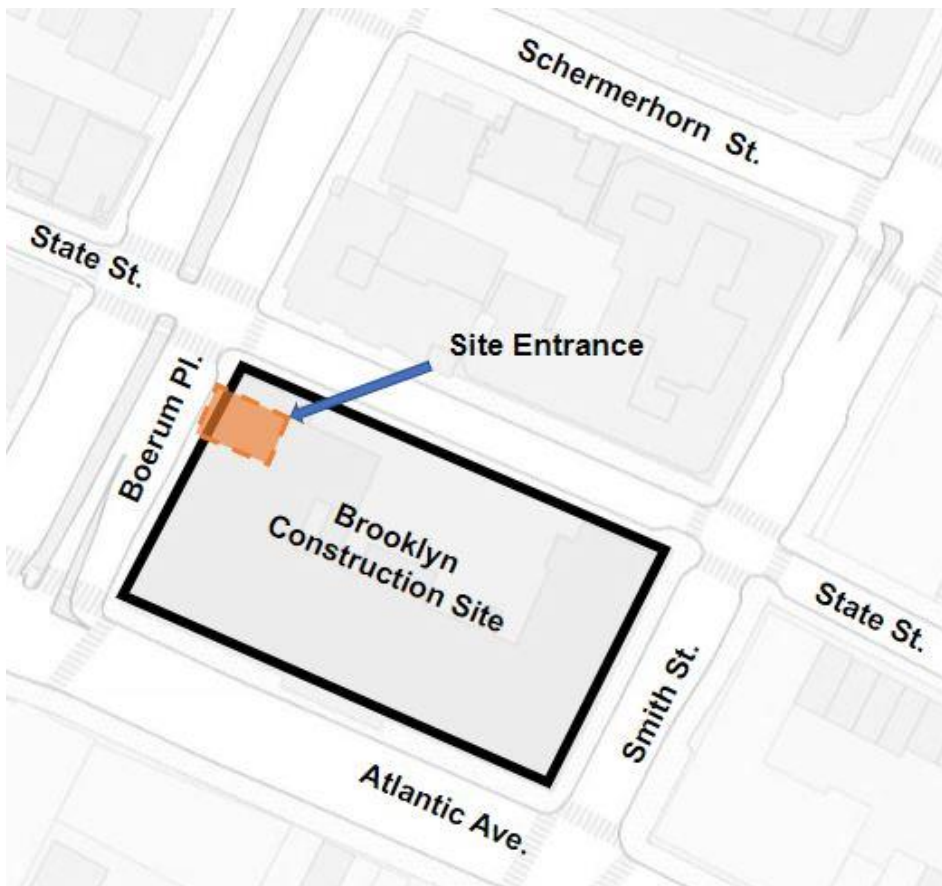 Schermerhorn St.
State St.
Site Entrance
Boerum Pl.
Brooklyn
Construction Site
State St.
Smith St.
Atlantic Ave.